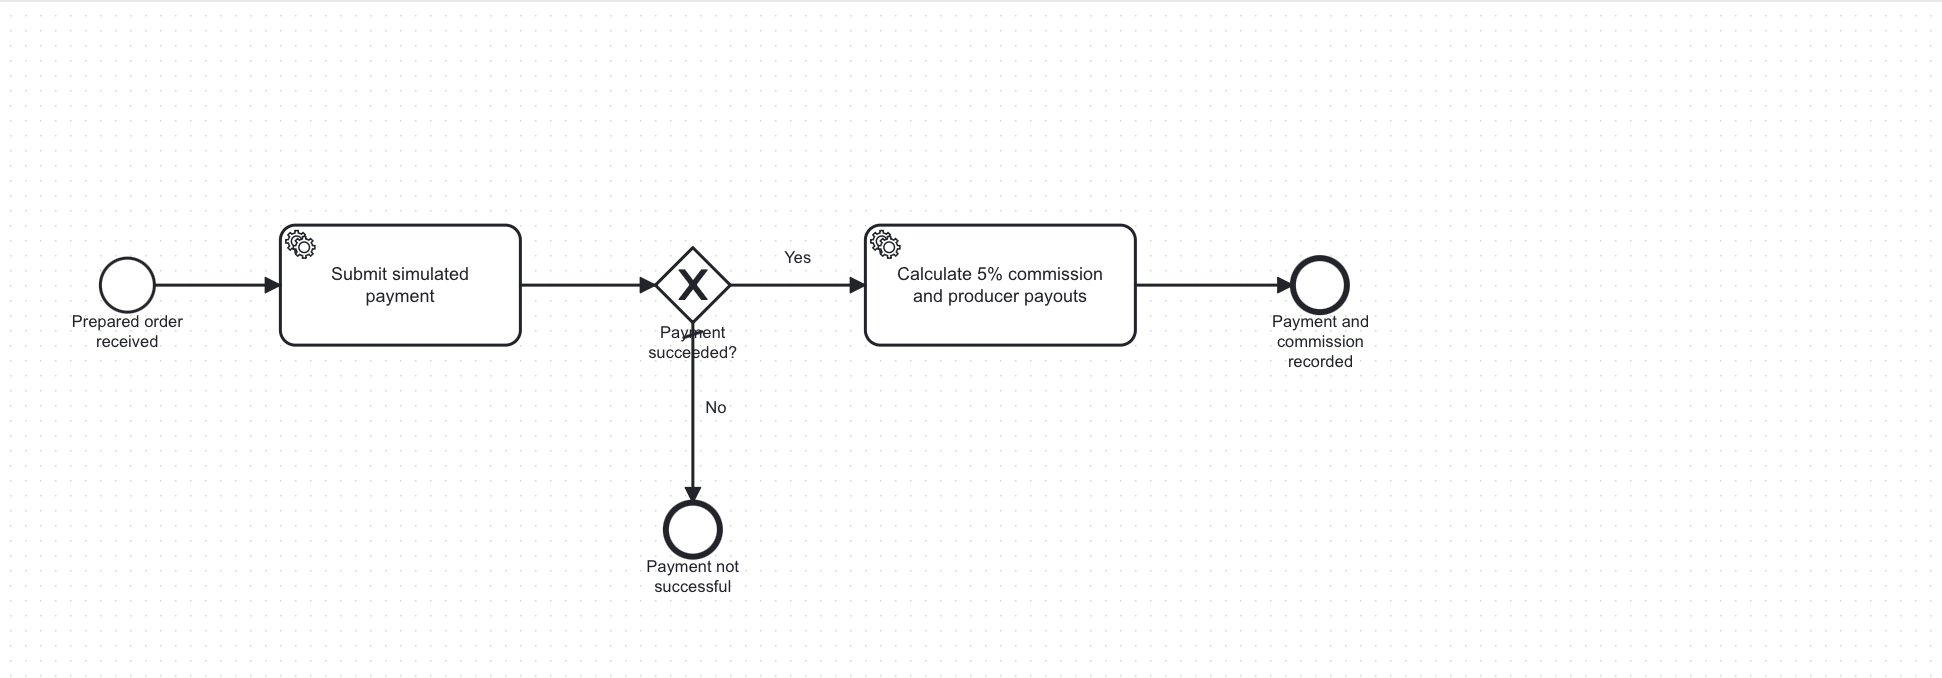 Prepared order
received
Submit simulated
payment
Payment
succeeded?
Yes
Calculate 5% commission
and producer payouts
Payment and
commission
recorded
No
Payment not
successful